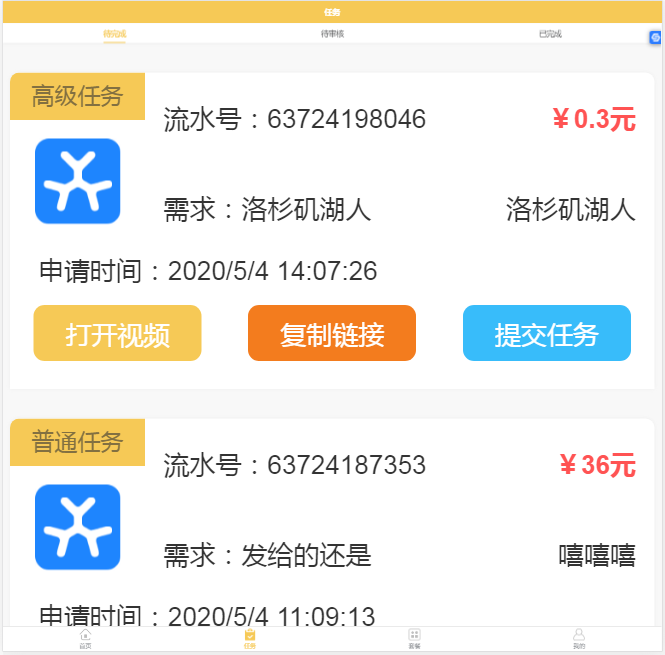 任务
待完成 待审核 已完成
高级任务
流水号：63724198046 ￥0.3元
需求：洛杉矶湖人 洛杉矶湖人
申请时间：2020/5/4 14:07:26
打开视频 复制链接 提交任务
普通任务
流水号：63724187353 ￥36元
需求：发给的还是 嘻嘻嘻
申请时间：2020/5/4 11:09:13
首页 任务 套餐 我的